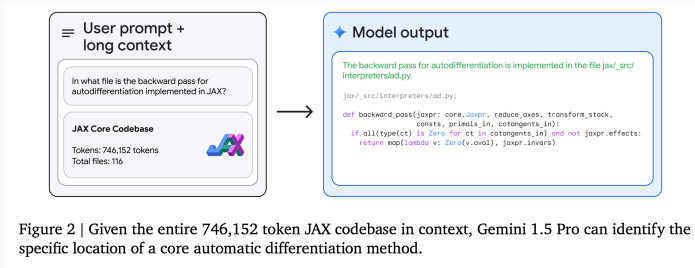 User prompt +
long context
In what file is the backward pass for
autodifferentiation implemented in JAX?
JAX Core Codebase
Tokens: 746,152 tokens
Total files: 116
JAX
Model output
The backward pass for autodifferentiation is implemented in the file jax/_src/
interpreters/ad.py.
jax/_src/interpreters/ad.py:
def backward_pass(jaxpr: core.Jaxpr, reduce_axes, transform_stack,
consts, primals_in, cotangents_in):
if all(type(ct) is Zero for ct in cotangents_in) and not jaxpr.effects:
return map(lambda v: Zero(v.aval), jaxpr.invars)
Figure 2 | Given the entire 746,152 token JAX codebase in context, Gemini 1.5 Pro can identify the
specific location of a core automatic differentiation method.